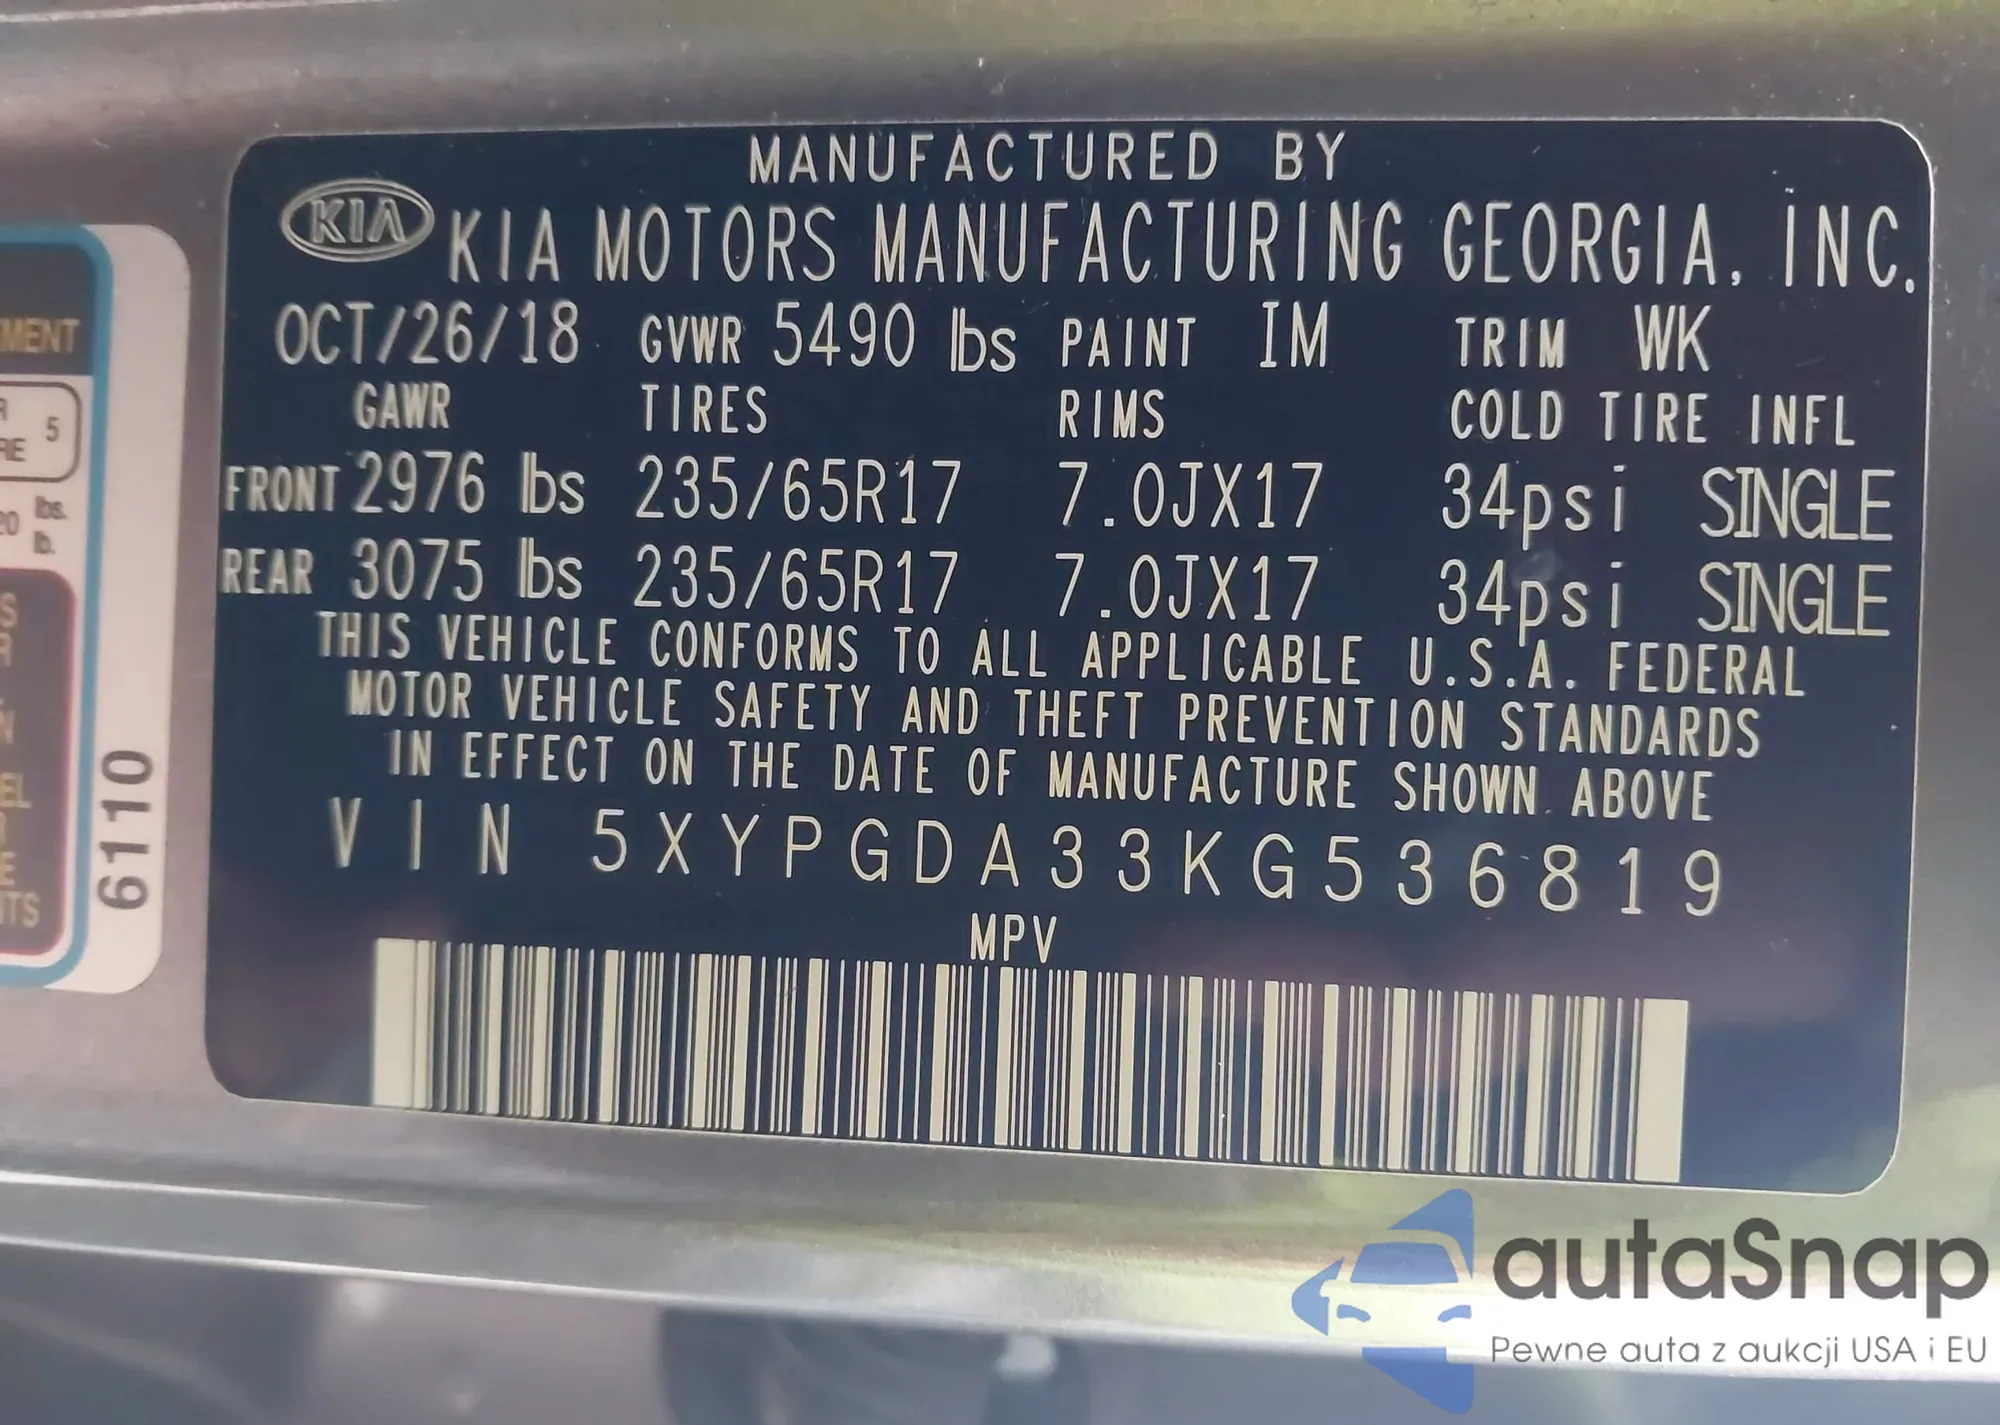 MANUFACTURED BY
KIA KIA MOTORS MANUFACTURING GEORGIA, INC.
OCT/26/18 GVWR 5490 lbs PAINT IM TRIM WK
GAWR TIRES RIMS COLD TIRE INFL
FRONT 2976 lbs 235/65R17 7.0JX17 34psi SINGLE
REAR 3075 lbs 235/65R17 7.0JX17 34psi SINGLE
THIS VEHICLE CONFORMS TO ALL APPLICABLE U.S.A. FEDERAL
MOTOR VEHICLE SAFETY AND THEFT PREVENTION STANDARDS
IN EFFECT ON THE DATE OF MANUFACTURE SHOWN ABOVE
VIN 5XYPGDA33KG536819
MPV
5
lbs.
lb.
6110
autaSnap
Pewne auta z aukcji USA i EU